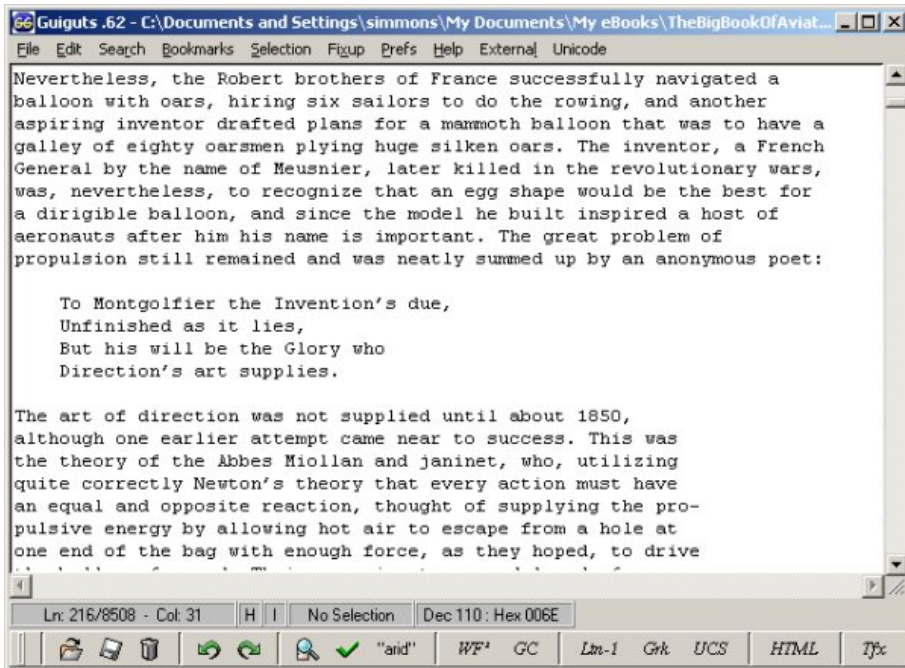 Guiguts .62 - C:\Documents and Settings\simmons\My Documents\My eBooks\TheBigBookOfAviat...
File Edit Search Bookmarks Selection Fixup Prefs Help External Unicode
Nevertheless, the Robert brothers of France successfully navigated a
balloon with oars, hiring six sailors to do the rowing, and another
aspiring inventor drafted plans for a mammoth balloon that was to have a
galley of eighty oarsmen plying huge silken oars. The inventor, a French
General by the name of Meusnier, later killed in the revolutionary wars,
was, nevertheless, to recognize that an egg shape would be the best for
a dirigible balloon, and since the model he built inspired a host of
aeronauts after him his name is important. The great problem of
propulsion still remained and was neatly summed up by an anonymous poet:
To Montgolfier the Invention's due,
Unfinished as it lies,
But his will be the Glory who
Direction's art supplies.
The art of direction was not supplied until about 1850,
although one earlier attempt came near to success. This was
the theory of the Abbes Miollan and janinet, who, utilizing
quite correctly Newton's theory that every action must have
an equal and opposite reaction, thought of supplying the pro-
pulsive energy by allowing hot air to escape from a hole at
one end of the bag with enough force, as they hoped, to drive
Ln: 216/8508 - Col: 31 H I No Selection Dec 110 : Hex 006E
"arid" WF² GC Ltn-1 Grk UCS HTML Tfx